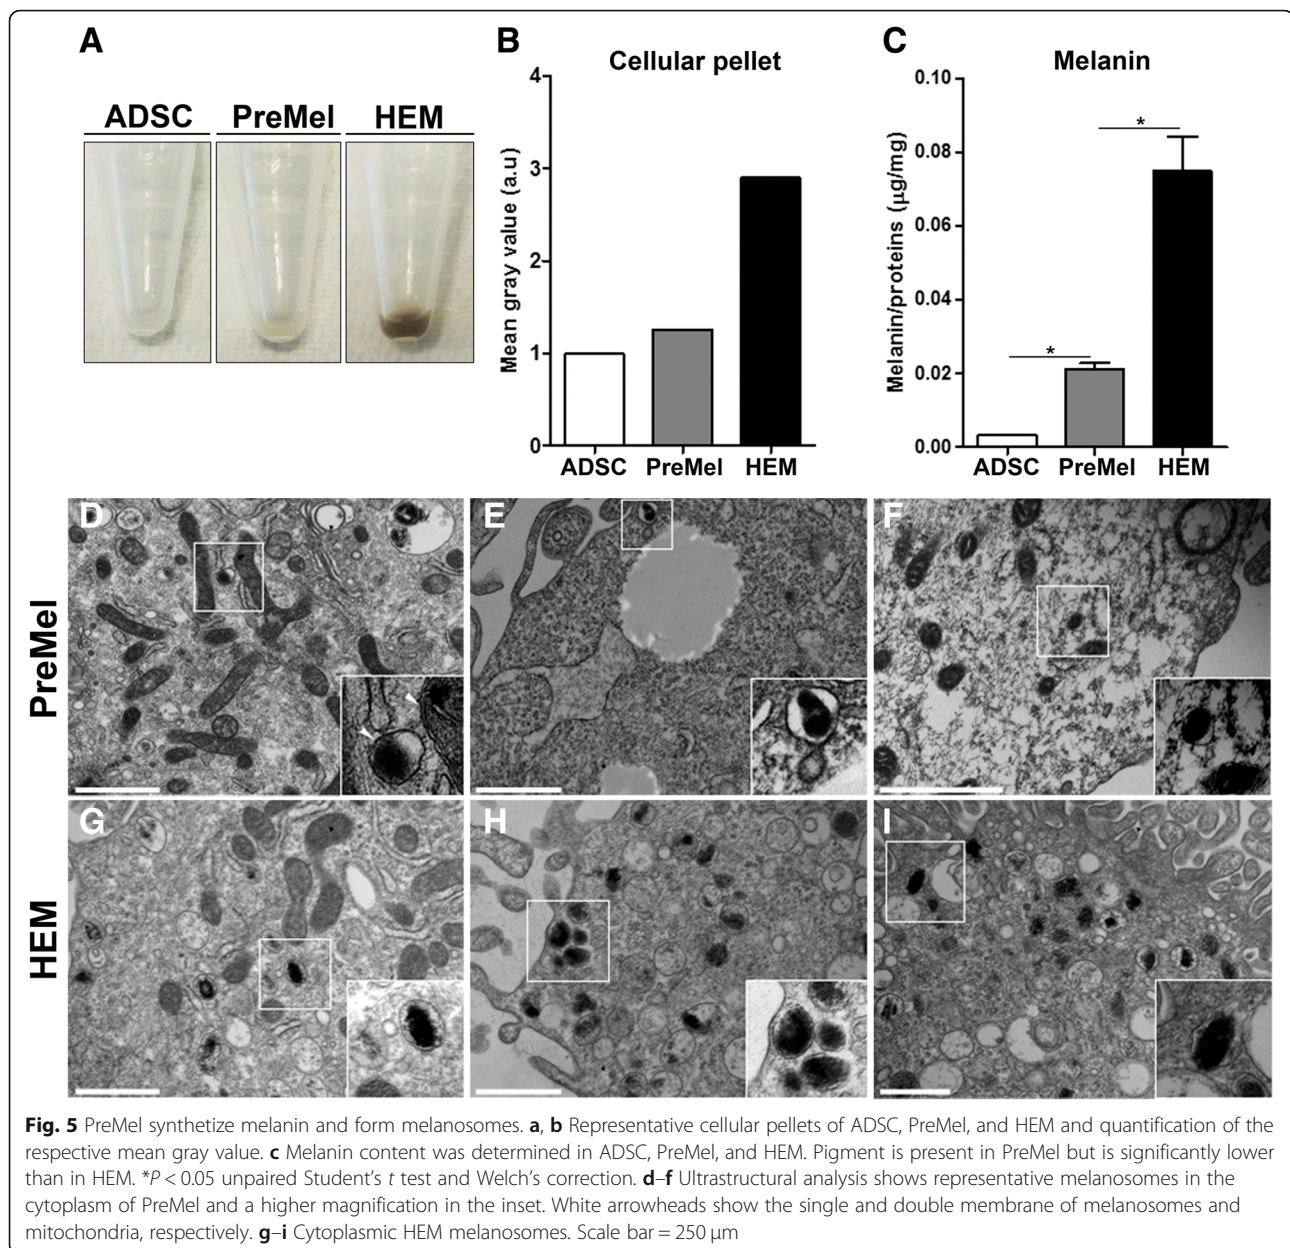 A
ADSC PreMel HEM
B
Cellular pellet
Mean gray value (a.u)
4
3
2
1
0
ADSC PreMel HEM
C
Melanin
Melanin/proteins (µg/mg)
0.10
0.08
0.06
0.04
0.02
0.00
*
*
ADSC PreMel HEM
PreMel
D E F
HEM
G H I
Fig. 5 PreMel synthetize melanin and form melanosomes. a, b Representative cellular pellets of ADSC, PreMel, and HEM and quantification of the
respective mean gray value. c Melanin content was determined in ADSC, PreMel, and HEM. Pigment is present in PreMel but is significantly lower
than in HEM. *P < 0.05 unpaired Student's t test and Welch's correction. d–f Ultrastructural analysis shows representative melanosomes in the
cytoplasm of PreMel and a higher magnification in the inset. White arrowheads show the single and double membrane of melanosomes and
mitochondria, respectively. g–i Cytoplasmic HEM melanosomes. Scale bar = 250 µm